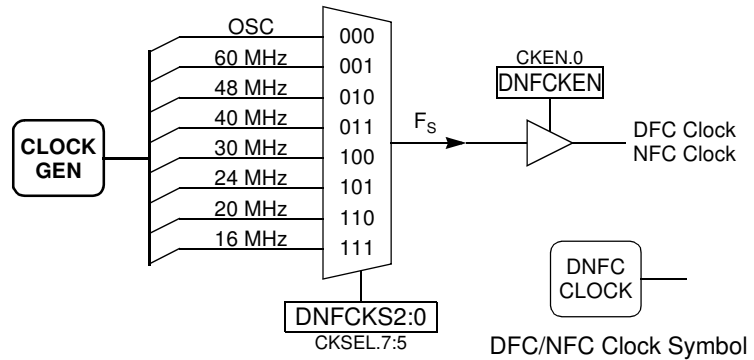 OSC
60 MHz
48 MHz
40 MHz
30 MHz
24 MHz
20 MHz
16 MHz
CLOCK
GEN
000
001
010
011
100
101
110
111
DNFCKS2:0
CKSEL.7:5
FS
CKEN.0
DNFCKEN
DFC Clock
NFC Clock
DNFC
CLOCK
DFC/NFC Clock Symbol